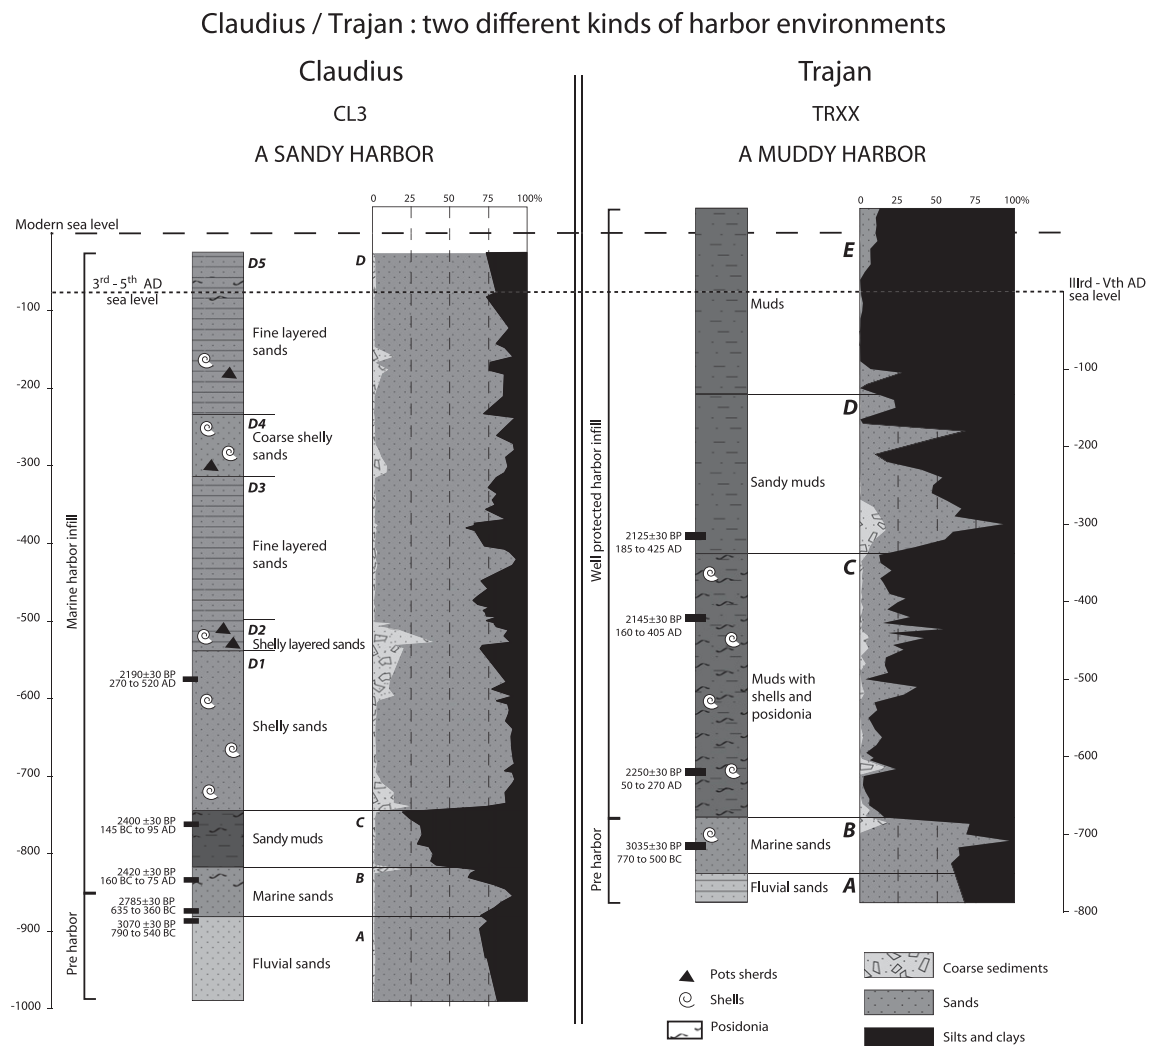 Claudius / Trajan : two different kinds of harbor environments
Claudius
CL3
A SANDY HARBOR
Trajan
TRXX
A MUDDY HARBOR
0 25 50 75 100%
0 25 50 75 100%
Modern sea level
3rd - 5th AD
sea level
IIIrd - Vth AD
sea level
-100
-200
-300
-400
-500
-600
-700
-800
-900
-1000
Marine harbor infill
Pre harbor
2190±30 BP
270 to 520 AD
2400 ±30 BP
145 BC to 95 AD
2420 ±30 BP
160 BC to 75 AD
2785±30 BP
635 to 360 BC
3070 ±30 BP
790 to 540 BC
D5
Fine layered
sands
D4
Coarse shelly
sands
D3
Fine layered
sands
D2
Shelly layered sands
D1
Shelly sands
Sandy muds
Marine sands
Fluvial sands
D
C
B
A
Well protected harbor infill
Pre harbor
2125±30 BP
185 to 425 AD
2145±30 BP
160 to 405 AD
2250±30 BP
50 to 270 AD
3035±30 BP
770 to 500 BC
Muds
Sandy muds
Muds with
shells and
posidonia
Marine sands
Fluvial sands
E
D
C
B
A
-100
-200
-300
-400
-500
-600
-700
-800
Pots sherds
Shells
Posidonia
Coarse sediments
Sands
Silts and clays